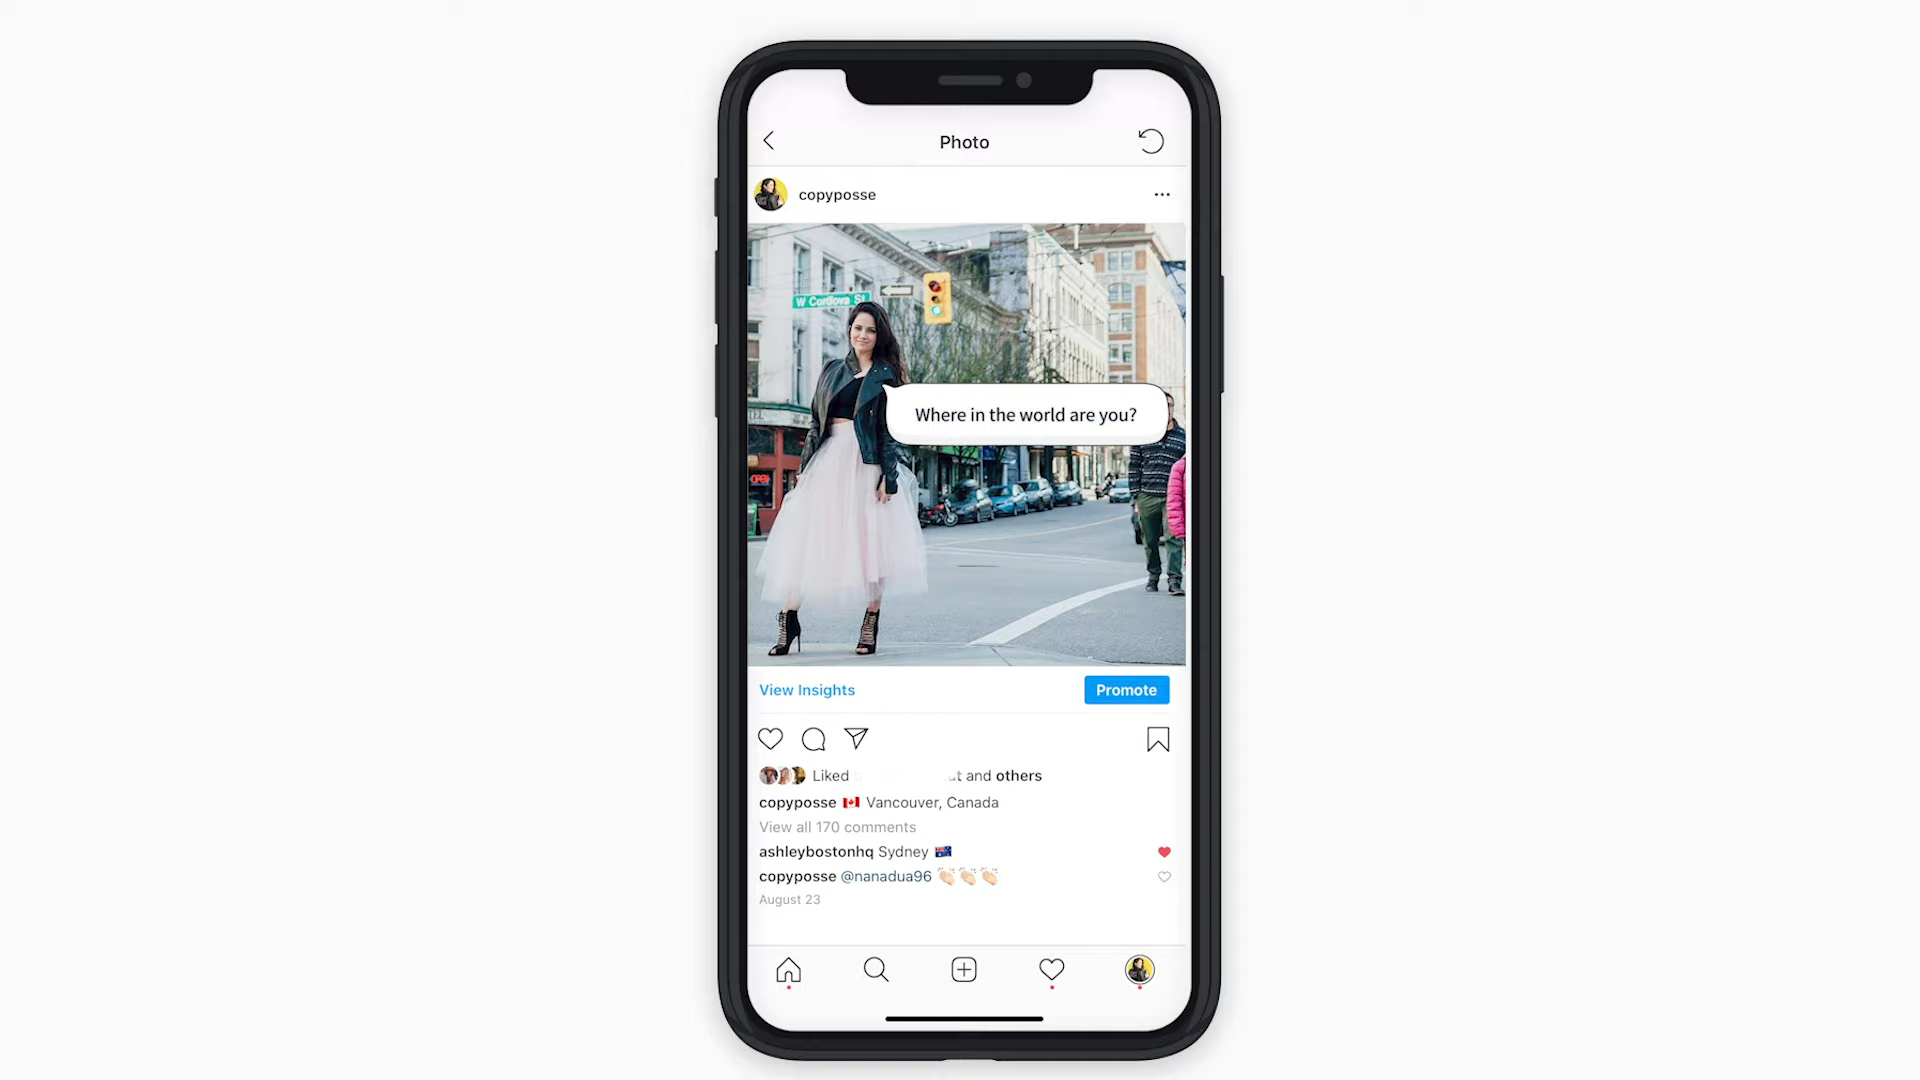 Photo
copyposse
W Cordova St
Where in the world are you?
OPEN
View Insights
Promote
Liked and others
copyposse 🇨🇦 Vancouver, Canada
View all 170 comments
ashleybostonhq Sydney 🇦🇺
copyposse @nanadua96 👏🏻👏🏻👏🏻
August 23